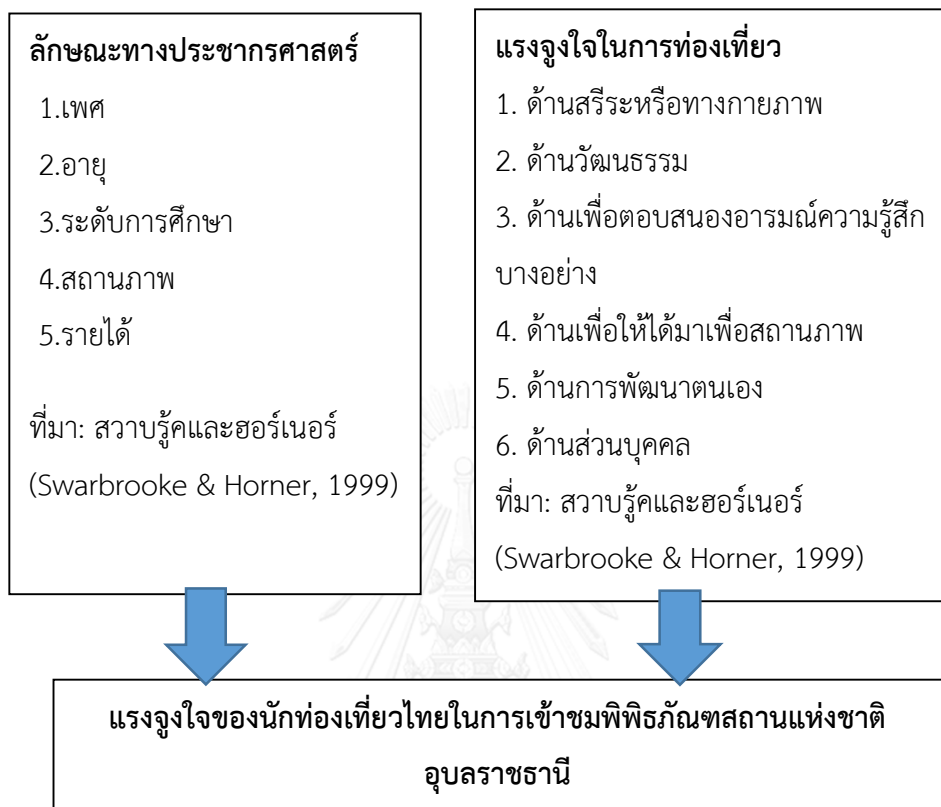 ลักษณะทางประชากรศาสตร์
1.เพศ
2.อายุ
3.ระดับการศึกษา
4.สถานภาพ
5.รายได้
ที่มา: สวาบรู้คและฮอร์เนอร์
(Swarbrooke & Horner, 1999)
แรงจูงใจในการท่องเที่ยว
1. ด้านสรีระหรือทางกายภาพ
2. ด้านวัฒนธรรม
3. ด้านเพื่อตอบสนองอารมณ์ความรู้สึก
บางอย่าง
4. ด้านเพื่อให้ได้มาเพื่อสถานภาพ
5. ด้านการพัฒนาตนเอง
6. ด้านส่วนบุคคล
ที่มา: สวาบรู้คและฮอร์เนอร์
(Swarbrooke & Horner, 1999)
แรงจูงใจของนักท่องเที่ยวไทยในการเข้าชมพิพิธภัณฑสถานแห่งชาติ
อุบลราชธานี